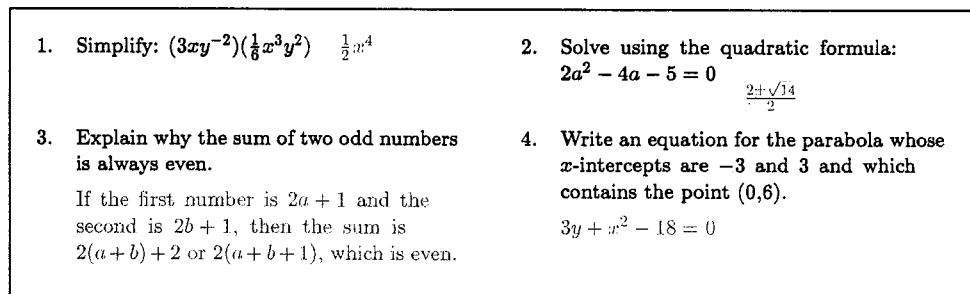 1. Simplify: (3xy⁻²)(⅙x³y²) ½x⁴
2. Solve using the quadratic formula:
2a² − 4a − 5 = 0 (2±√14)/2
3. Explain why the sum of two odd numbers
is always even.
If the first number is 2a + 1 and the
second is 2b + 1, then the sum is
2(a + b) + 2 or 2(a + b + 1), which is even.
4. Write an equation for the parabola whose
x-intercepts are −3 and 3 and which
contains the point (0,6).
3y + x² − 18 = 0